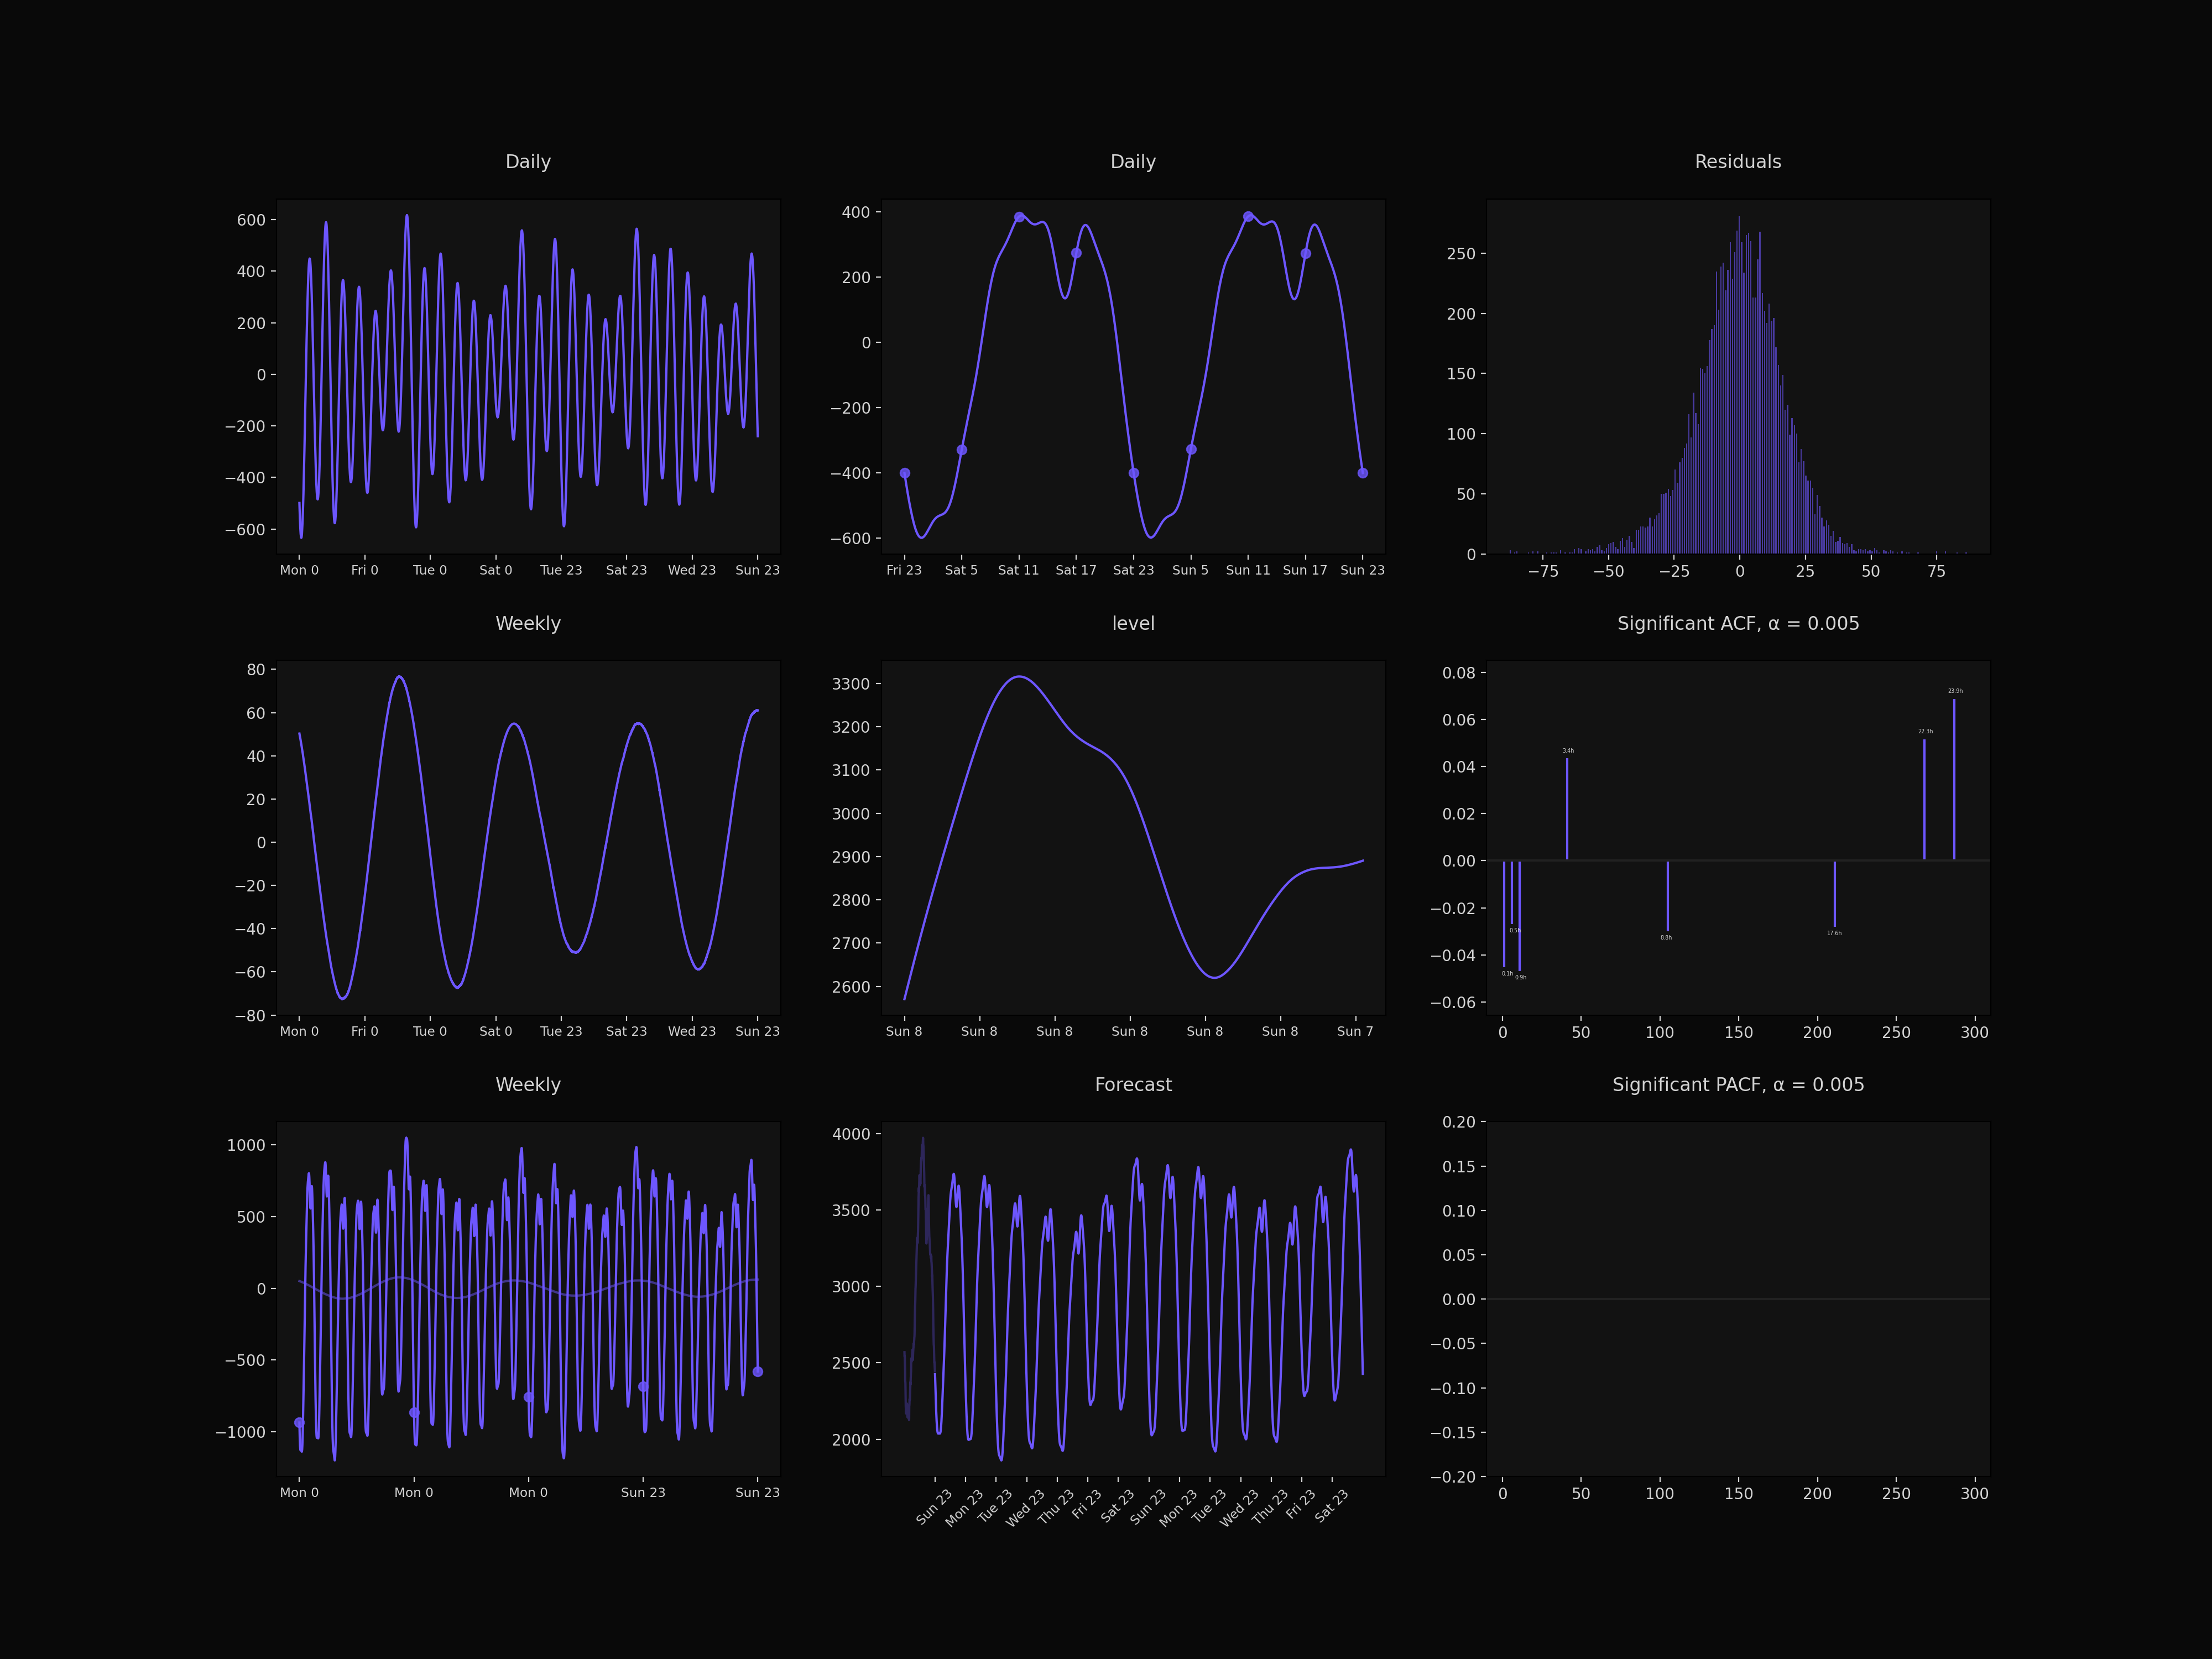 Daily
600
400
200
0
−200
−400
−600
Mon 0 Fri 0 Tue 0 Sat 0 Tue 23 Sat 23 Wed 23 Sun 23
Daily
400
200
0
−200
−400
−600
Fri 23 Sat 5 Sat 11 Sat 17 Sat 23 Sun 5 Sun 11 Sun 17 Sun 23
Residuals
250
200
150
100
50
0
−75 −50 −25 0 25 50 75
Weekly
80
60
40
20
0
−20
−40
−60
−80
Mon 0 Fri 0 Tue 0 Sat 0 Tue 23 Sat 23 Wed 23 Sun 23
level
3300
3200
3100
3000
2900
2800
2700
2600
Sun 8 Sun 8 Sun 8 Sun 8 Sun 8 Sun 8 Sun 7
Significant ACF, α = 0.005
0.08
0.06
0.04
0.02
0.00
−0.02
−0.04
−0.06
23.9h
22.3h
3.4h
0.5h
8.8h
17.6h
0.1h
0.9h
0 50 100 150 200 250 300
Weekly
1000
500
0
−500
−1000
Mon 0 Mon 0 Mon 0 Sun 23 Sun 23
Forecast
4000
3500
3000
2500
2000
Sun 23 Mon 23 Tue 23 Wed 23 Thu 23 Fri 23 Sat 23 Sun 23 Mon 23 Tue 23 Wed 23 Thu 23 Fri 23 Sat 23
Significant PACF, α = 0.005
0.20
0.15
0.10
0.05
0.00
−0.05
−0.10
−0.15
−0.20
0 50 100 150 200 250 300